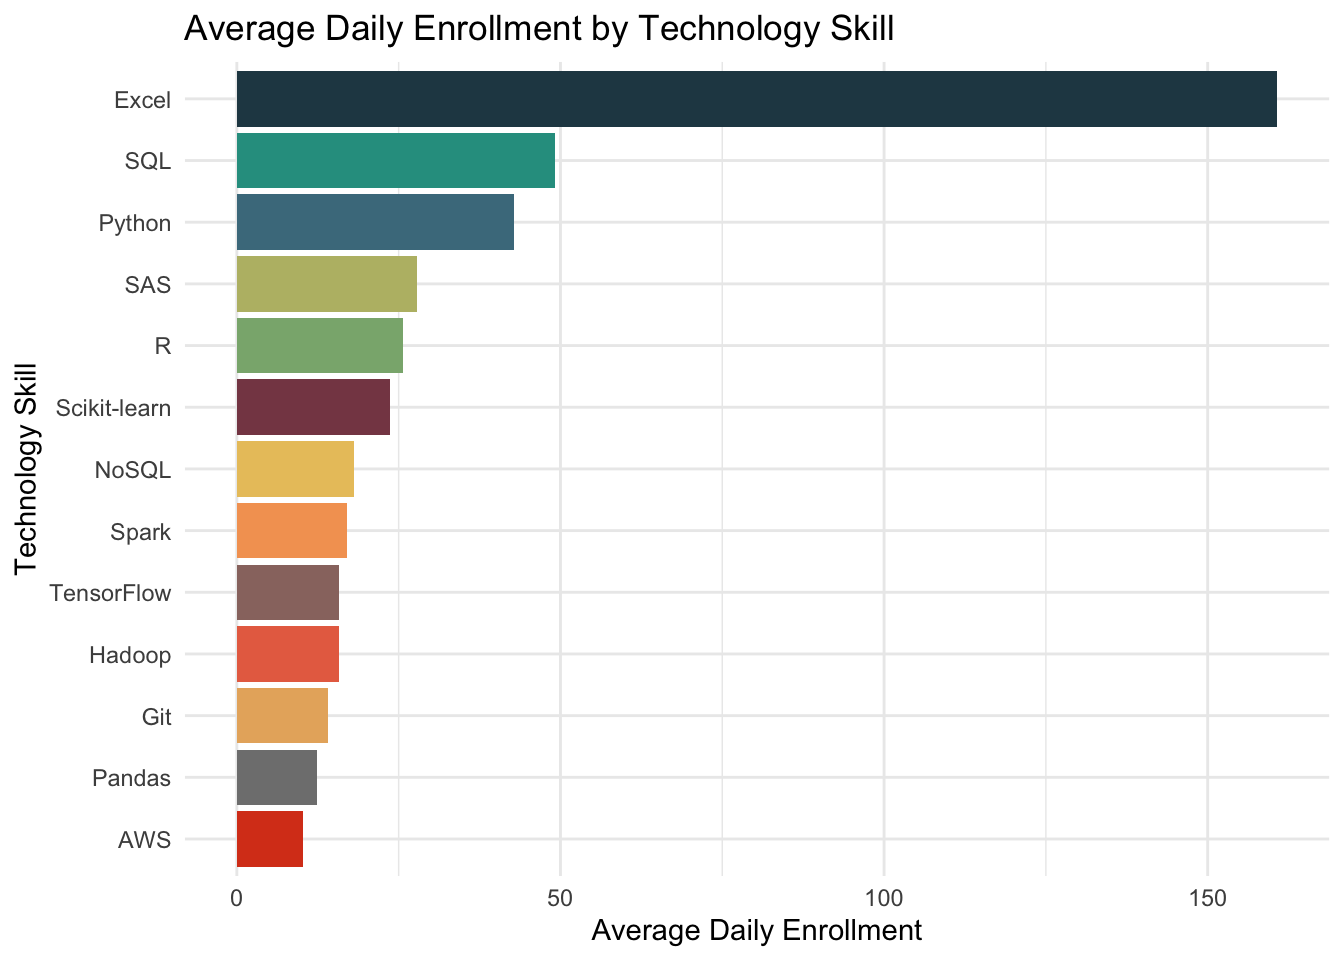 Average Daily Enrollment by Technology Skill
Technology Skill
Excel
SQL
Python
SAS
R
Scikit-learn
NoSQL
Spark
TensorFlow
Hadoop
Git
Pandas
AWS
0 50 100 150
Average Daily Enrollment